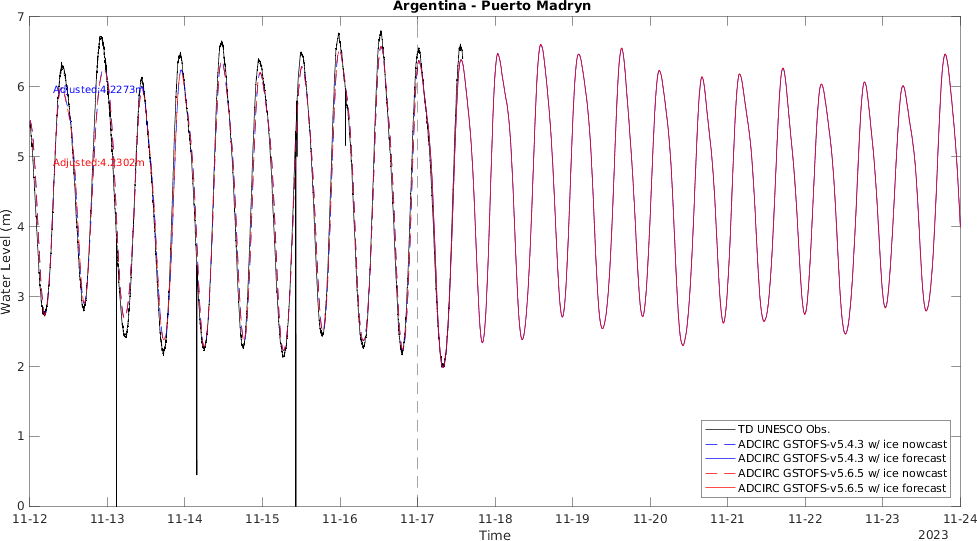 Argentina - Puerto Madryn
7
6
5
4
3
2
1
0
Water Level (m)
Adjusted:4.2273m
Adjusted:4.2302m
TD UNESCO Obs.
ADCIRC GSTOFS-v5.4.3 w/ ice nowcast
ADCIRC GSTOFS-v5.4.3 w/ ice forecast
ADCIRC GSTOFS-v5.6.5 w/ ice nowcast
ADCIRC GSTOFS-v5.6.5 w/ ice forecast
11-12 11-13 11-14 11-15 11-16 11-17 11-18 11-19 11-20 11-21 11-22 11-23 11-24
Time
2023